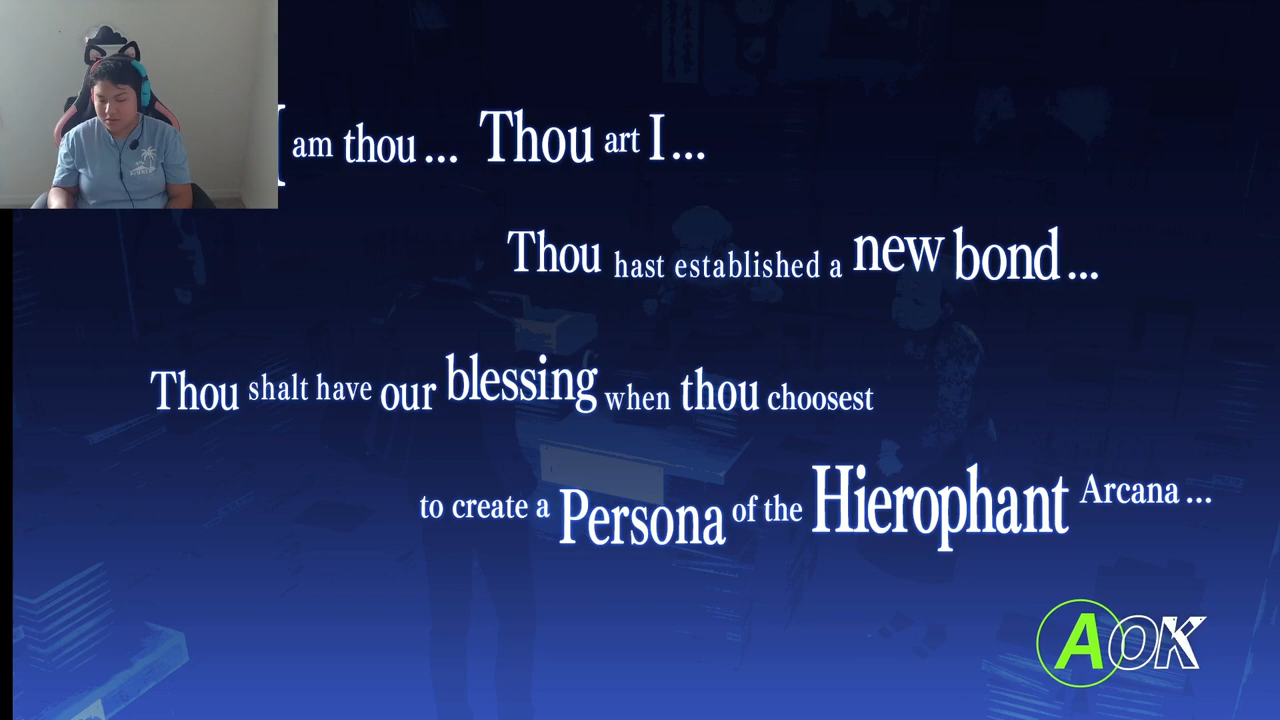 I am thou... Thou art I...
Thou hast established a new bond...
Thou shalt have our blessing when thou choosest
to create a Persona of the Hierophant Arcana...
A OK